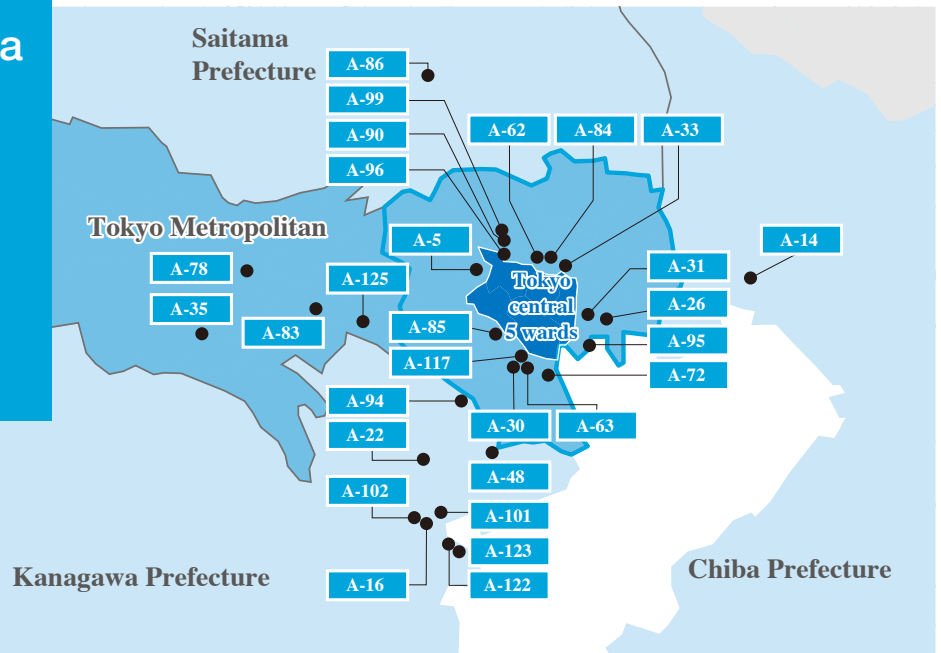 a
Saitama
Prefecture
A-86
A-99
A-90
A-96
A-62
A-84
A-33
Tokyo Metropolitan
A-5
A-14
A-78
A-125
A-31
Tokyo
central
5 wards
A-35
A-83
A-85
A-26
A-95
A-117
A-72
A-94
A-30
A-63
A-22
A-48
A-102
A-101
A-123
A-16
A-122
Kanagawa Prefecture
Chiba Prefecture